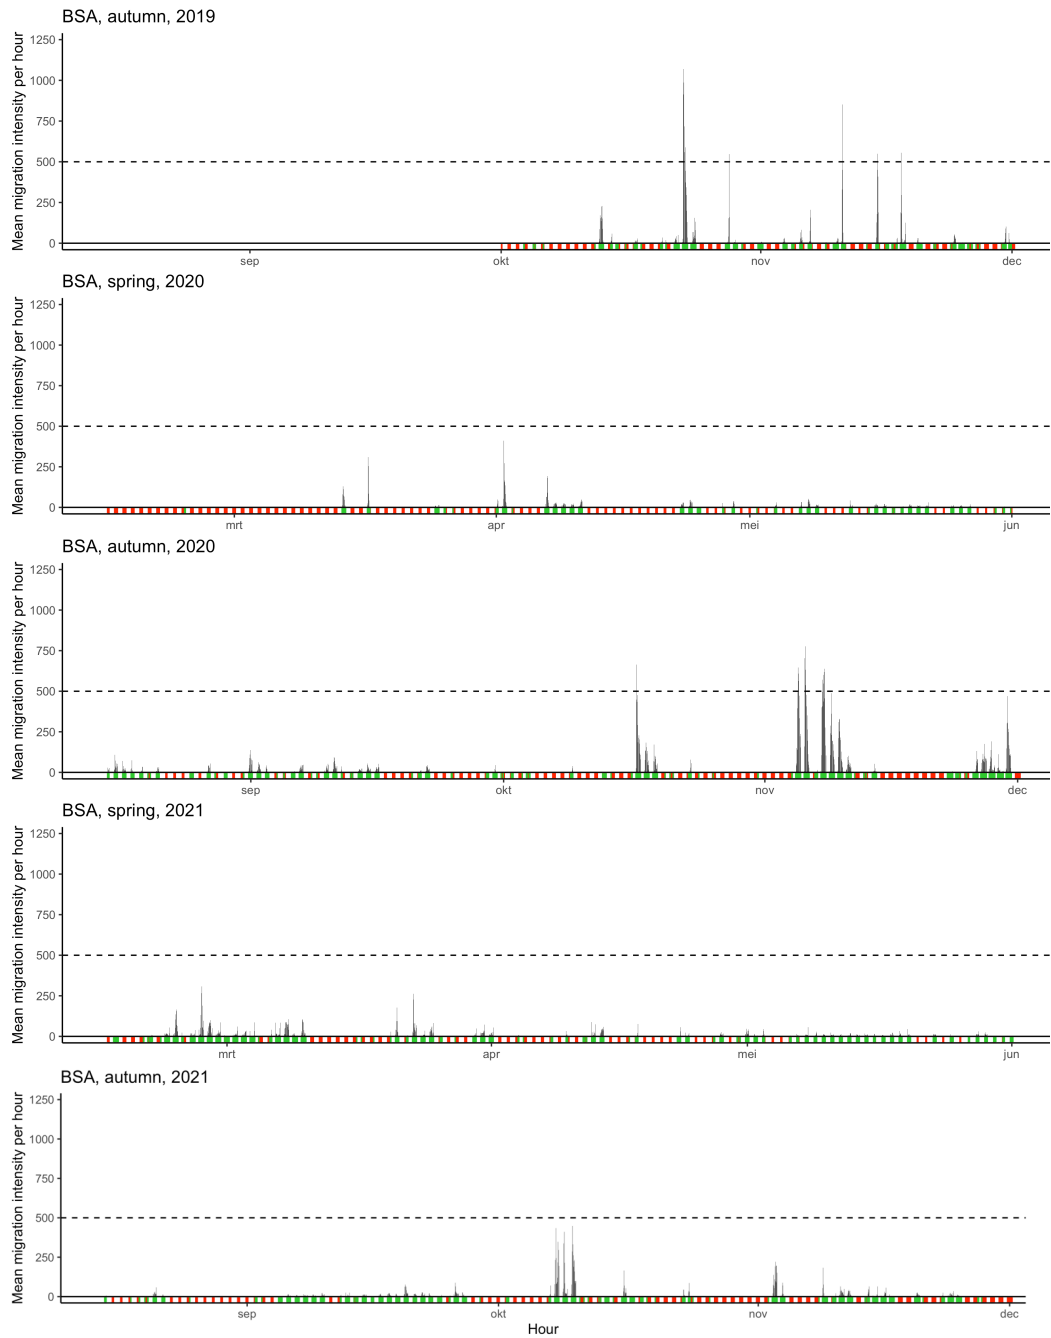 BSA, autumn, 2019
Mean migration intensity per hour
1250
1000
750
500
250
0
sep okt nov dec
BSA, spring, 2020
Mean migration intensity per hour
1250
1000
750
500
250
0
mrt apr mei jun
BSA, autumn, 2020
Mean migration intensity per hour
1250
1000
750
500
250
0
sep okt nov dec
BSA, spring, 2021
Mean migration intensity per hour
1250
1000
750
500
250
0
mrt apr mei jun
BSA, autumn, 2021
Mean migration intensity per hour
1250
1000
750
500
250
0
sep okt nov dec
Hour